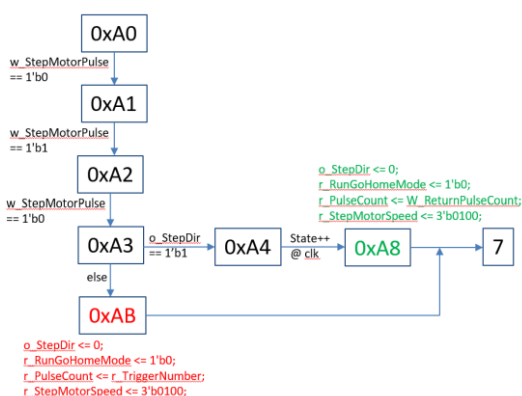 0xA0
w_StepMotorPulse
== 1'b0
0xA1
w_StepMotorPulse
== 1'b1
0xA2
w_StepMotorPulse
== 1'b0
o_StepDir <= 0;
r_RunGoHomeMode <= 1'b0;
r_PulseCount <= W_ReturnPulseCount;
r_StepMotorSpeed <= 3'b0100;
0xA3
o_StepDir
== 1'b1
0xA4
State++
@ clk
0xA8
7
else
0xAB
o_StepDir <= 0;
r_RunGoHomeMode <= 1'b0;
r_PulseCount <= r_TriggerNumber;
r_StepMotorSpeed <= 3'b0100;